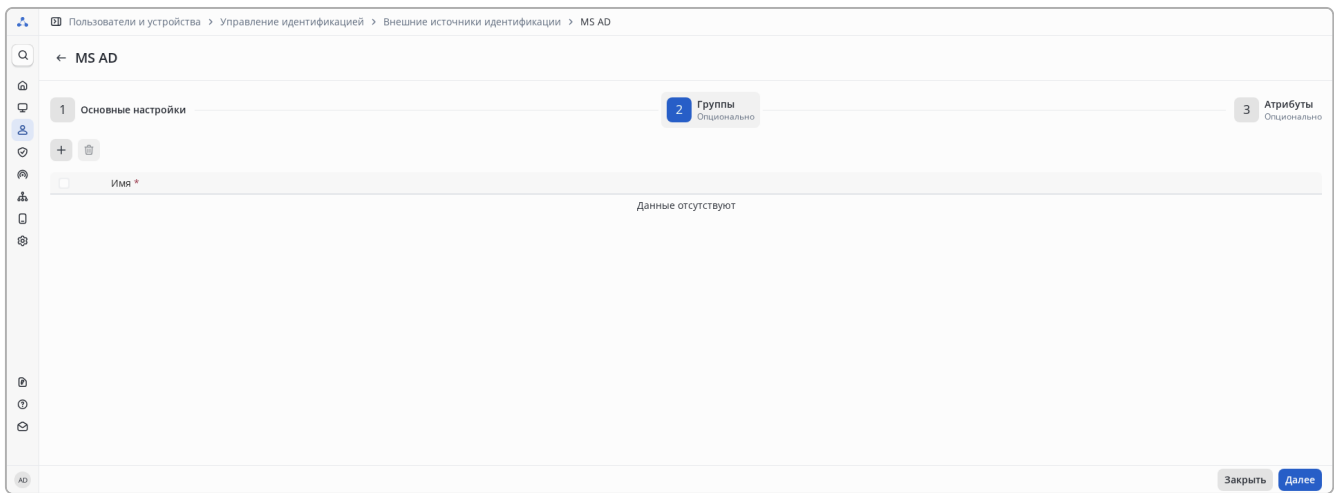 Пользователи и устройства > Управление идентификацией > Внешние источники идентификации > MS AD
MS AD
1 Основные настройки
2 Группы
Опционально
3 Атрибуты
Опционально
Имя *
Данные отсутствуют
AD
Закрыть Далее